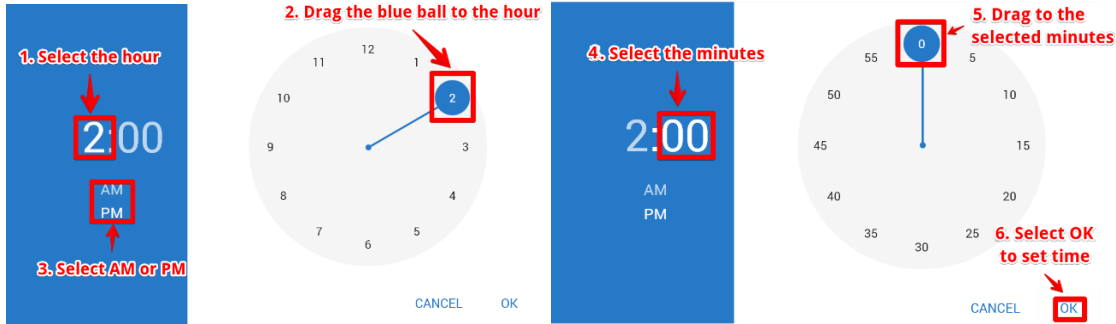 1. Select the hour
2:00
AM
PM
3. Select AM or PM
2. Drag the blue ball to the hour
12
1
2
3
4
5
6
7
8
9
10
11
CANCEL OK
4. Select the minutes
2:00
AM
PM
5. Drag to the
selected minutes
0
5
10
15
20
25
30
35
40
45
50
55
6. Select OK
to set time
CANCEL OK